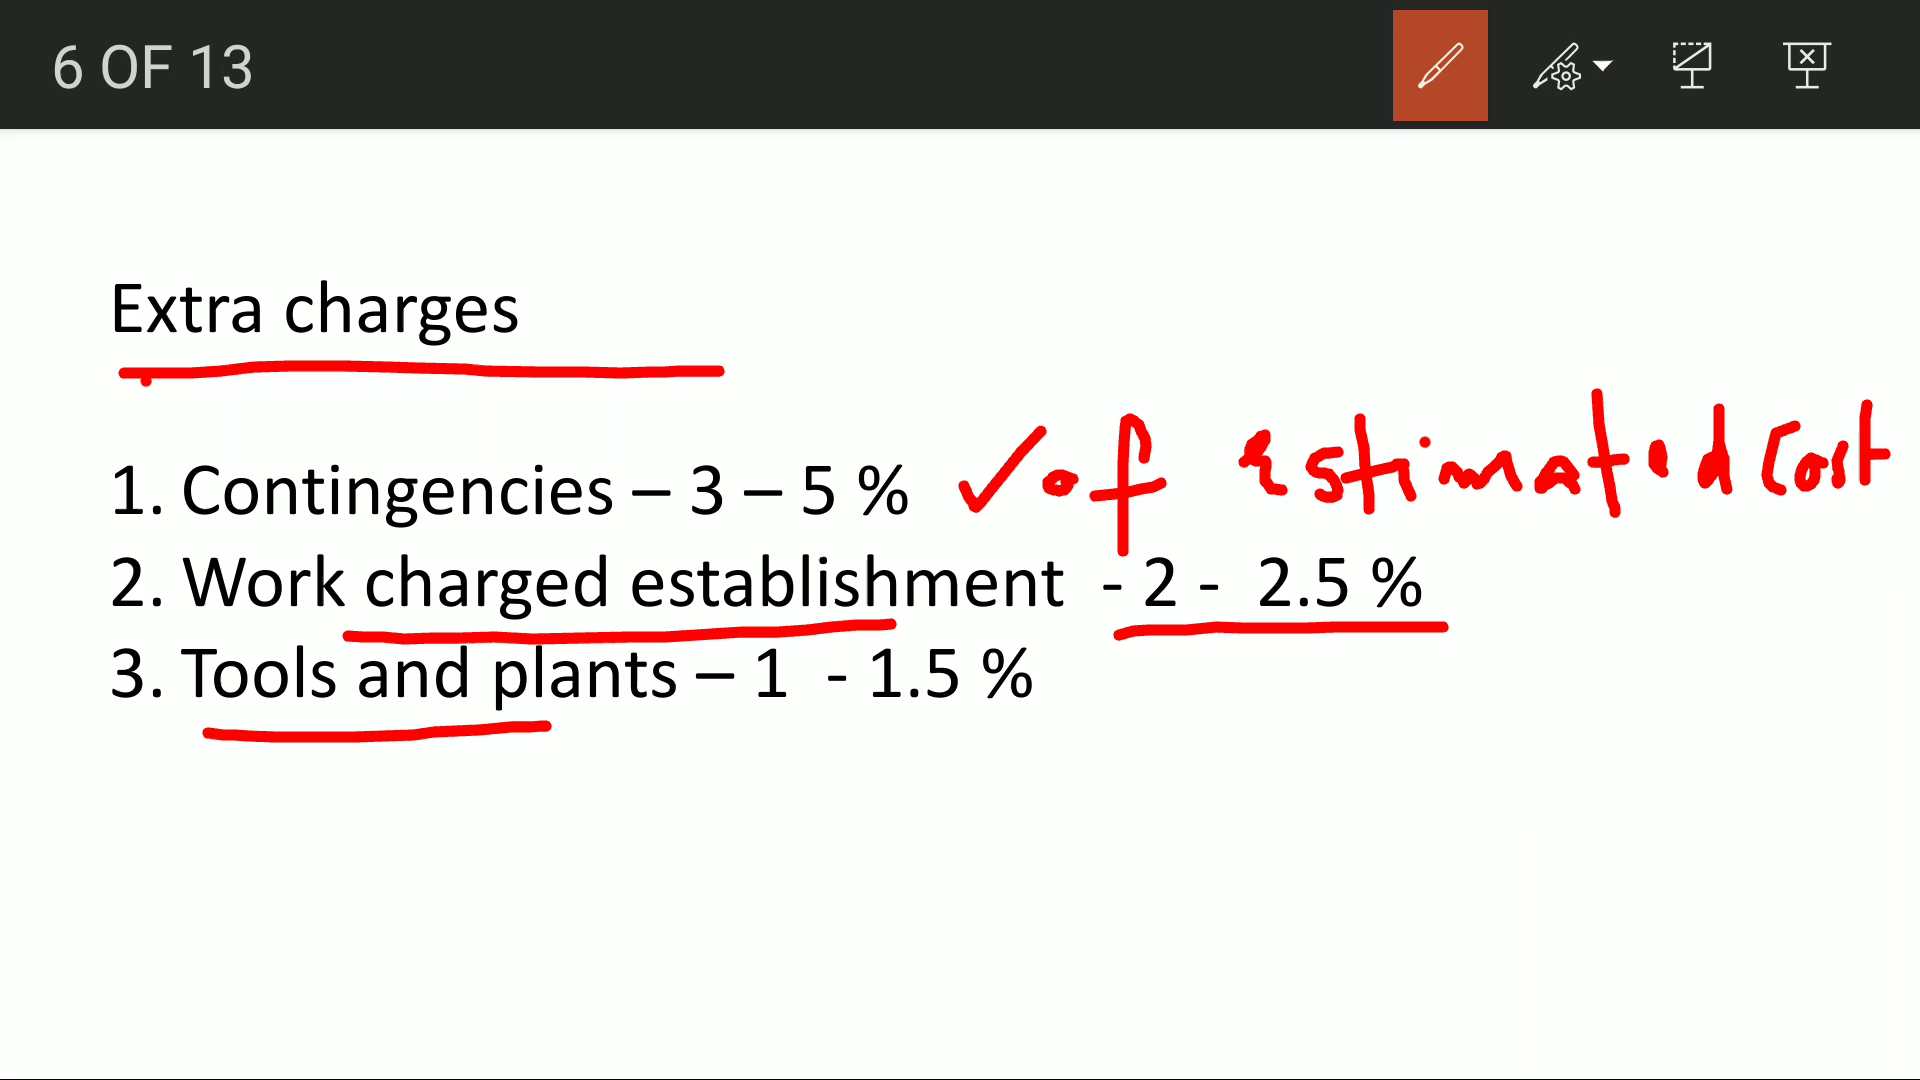 6 OF 13
Extra charges
1. Contingencies – 3 – 5 % ✓ of estimated cost
2. Work charged establishment - 2 - 2.5 %
3. Tools and plants – 1 - 1.5 %